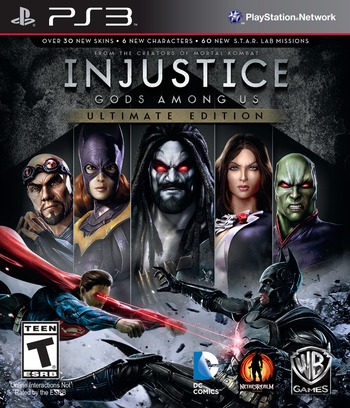 PS3
PlayStation®Network
OVER 30 NEW SKINS • 6 NEW CHARACTERS • 60 NEW S.T.A.R. LAB MISSIONS
FROM THE CREATORS OF MORTAL KOMBAT
INJUSTICE
GODS AMONG US
ULTIMATE EDITION
TEEN
T
ESRB
Online Interactions Not
Rated by the ESRB
DC
DC
COMICS
NETHERREALM
WB
GAMES